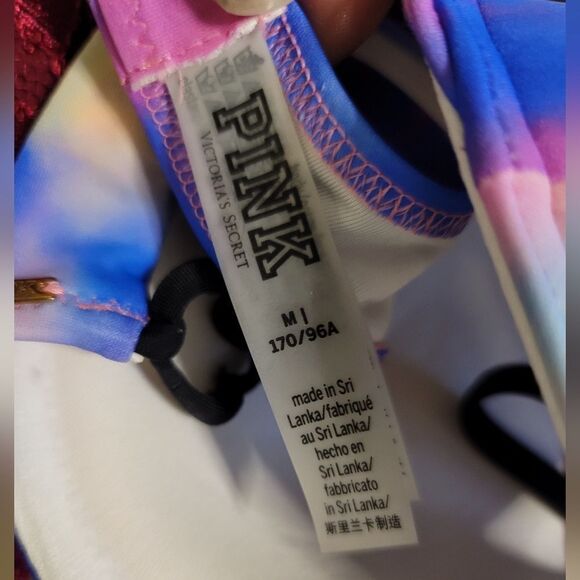 PINK
VICTORIA'S SECRET
M |
170/96A
made in Sri
Lanka/fabriqué
au Sri Lanka/
hecho en
Sri Lanka/
fabbricato
in Sri Lanka/
斯里兰卡制造